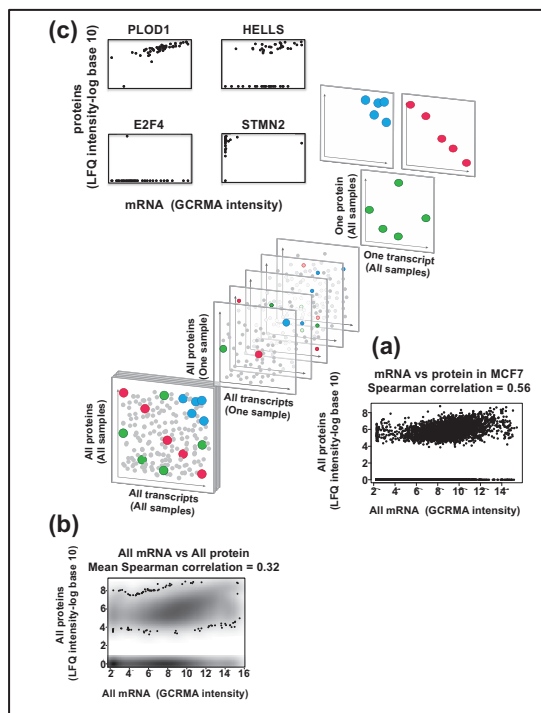 (c)
PLOD1 HELLS
E2F4 STMN2
proteins
(LFQ intensity-log base 10)
mRNA (GCRMA intensity)
One protein
(All samples)
One transcript
(All samples)
All proteins
(One sample)
All transcripts
(One sample)
All proteins
(All samples)
All transcripts
(All samples)
(a)
mRNA vs protein in MCF7
Spearman correlation = 0.56
All proteins
(LFQ intensity-log base 10)
8
6
4
2
0
2 4 6 8 10 12 14
All mRNA (GCRMA intensity)
(b)
All mRNA vs All protein
Mean Spearman correlation = 0.32
All proteins
(LFQ intensity-log base 10)
8
6
4
2
0
2 4 6 8 10 12 14 16
All mRNA (GCRMA intensity)